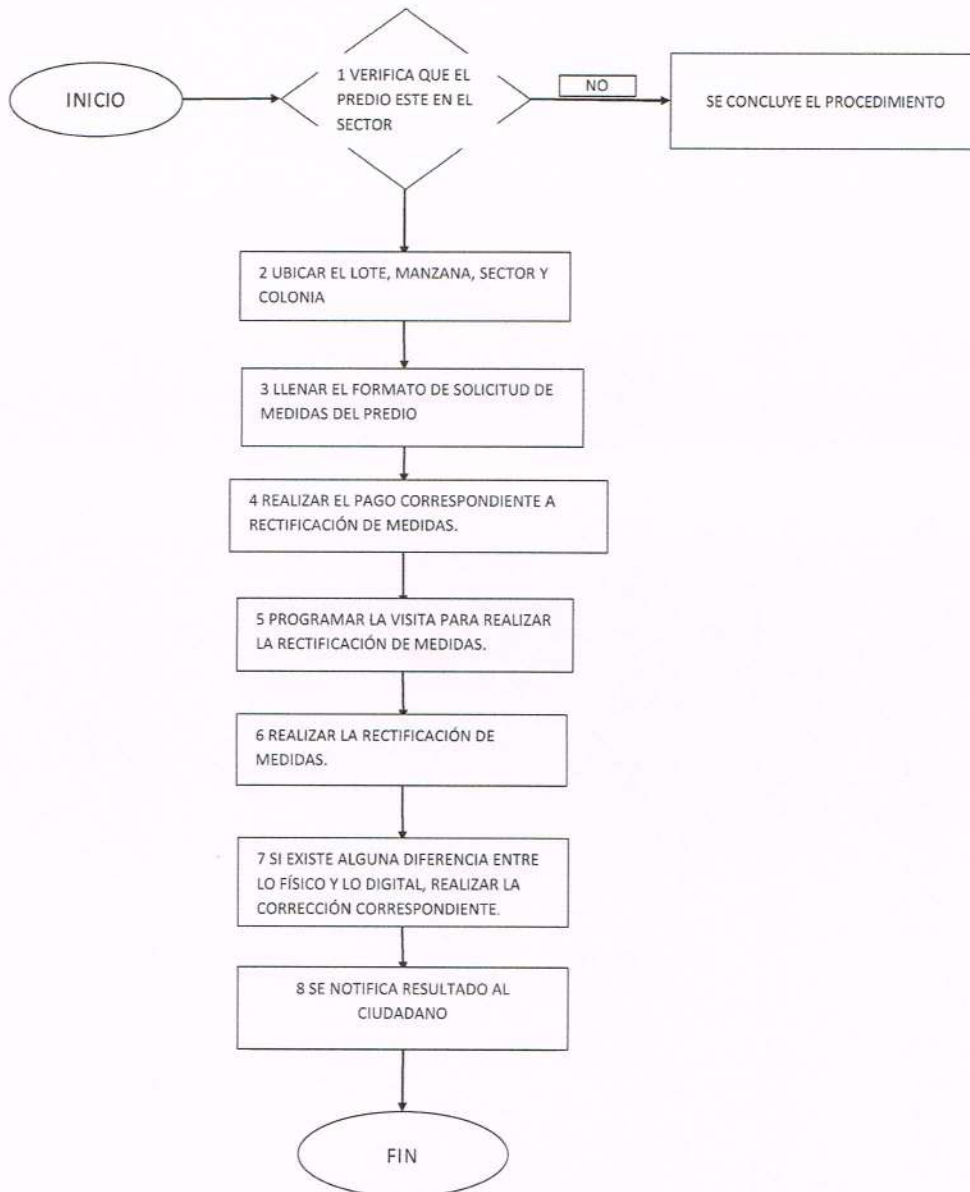 INICIO
1 VERIFICA QUE EL
PREDIO ESTE EN EL
SECTOR
NO
SE CONCLUYE EL PROCEDIMIENTO
2 UBICAR EL LOTE, MANZANA, SECTOR Y
COLONIA
3 LLENAR EL FORMATO DE SOLICITUD DE
MEDIDAS DEL PREDIO
4 REALIZAR EL PAGO CORRESPONDIENTE A
RECTIFICACIÓN DE MEDIDAS.
5 PROGRAMAR LA VISITA PARA REALIZAR
LA RECTIFICACIÓN DE MEDIDAS.
6 REALIZAR LA RECTIFICACIÓN DE
MEDIDAS.
7 SI EXISTE ALGUNA DIFERENCIA ENTRE
LO FÍSICO Y LO DIGITAL, REALIZAR LA
CORRECCIÓN CORRESPONDIENTE.
8 SE NOTIFICA RESULTADO AL
CIUDADANO
FIN